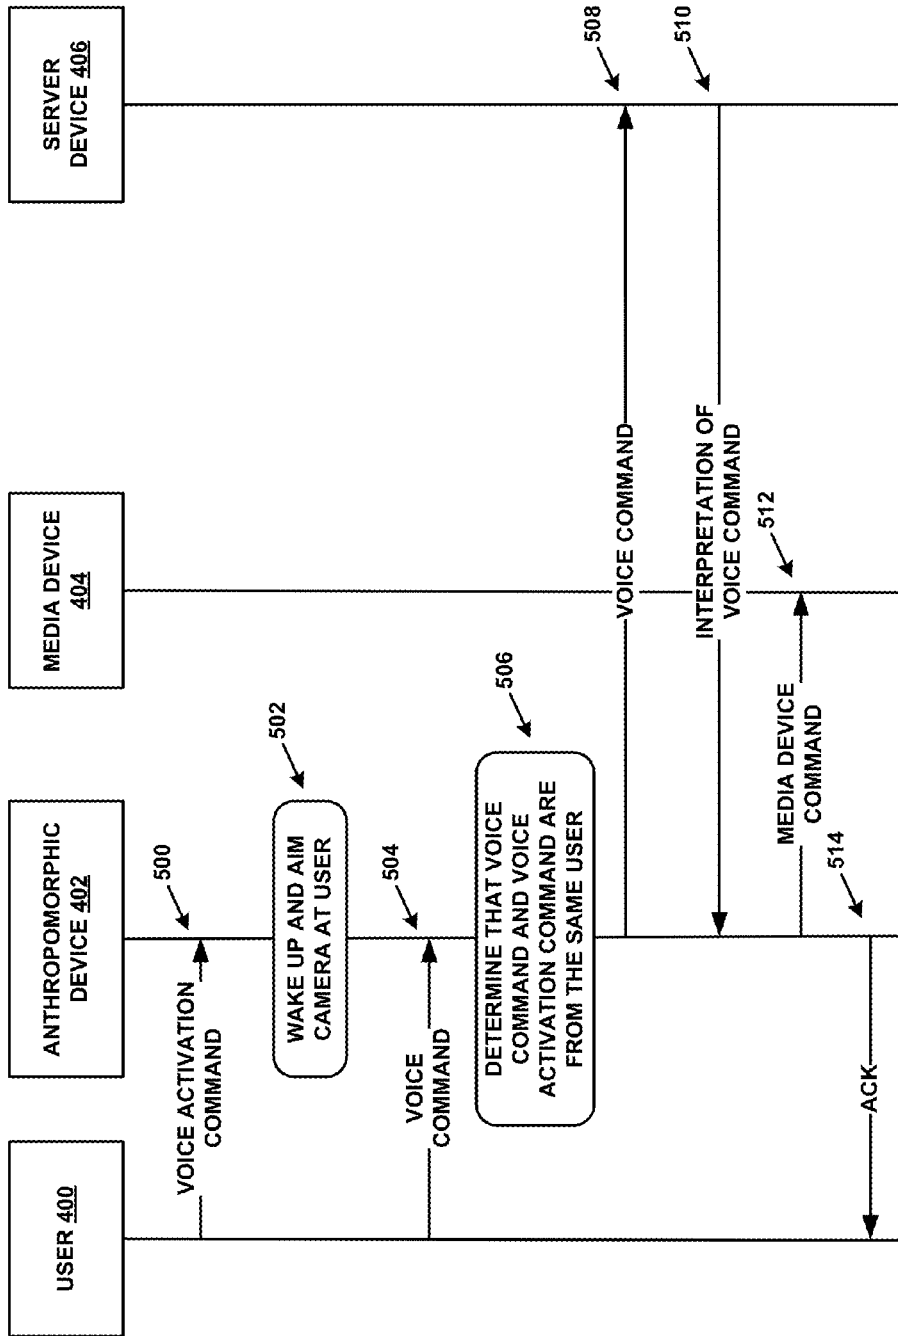 USER 400
ANTHROPOMORPHIC
DEVICE 402
MEDIA DEVICE
404
SERVER
DEVICE 406
VOICE ACTIVATION
COMMAND
500
WAKE UP AND AIM
CAMERA AT USER
502
VOICE
COMMAND
504
DETERMINE THAT VOICE
COMMAND AND VOICE
ACTIVATION COMMAND ARE
FROM THE SAME USER
506
VOICE COMMAND
508
INTERPRETATION OF
VOICE COMMAND
510
MEDIA DEVICE
COMMAND
512
ACK
514